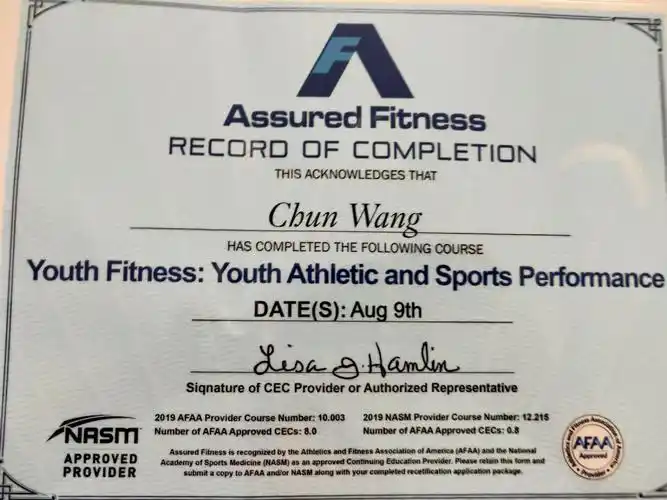 FA
Assured Fitness
RECORD OF COMPLETION
THIS ACKNOWLEDGES THAT
Chun Wang
HAS COMPLETED THE FOLLOWING COURSE
Youth Fitness: Youth Athletic and Sports Performance
DATE(S): Aug 9th
Lisa J. Hamlin
Signature of CEC Provider or Authorized Representative
2019 AFAA Provider Course Number: 10.003
Number of AFAA Approved CECs: 8.0
2019 NASM Provider Course Number: 12.215
Number of AFAA Approved CECs: 0.8
Assured Fitness is recognized by the Athletics and Fitness Association of America (AFAA) and the National
Academy of Sports Medicine (NASM) as an approved Continuing Education Provider. Please retain this form and
submit a copy to AFAA and/or NASM along with your completed recetification application package.
NASM
APPROVED
PROVIDER
AFAA
Approved
Provider